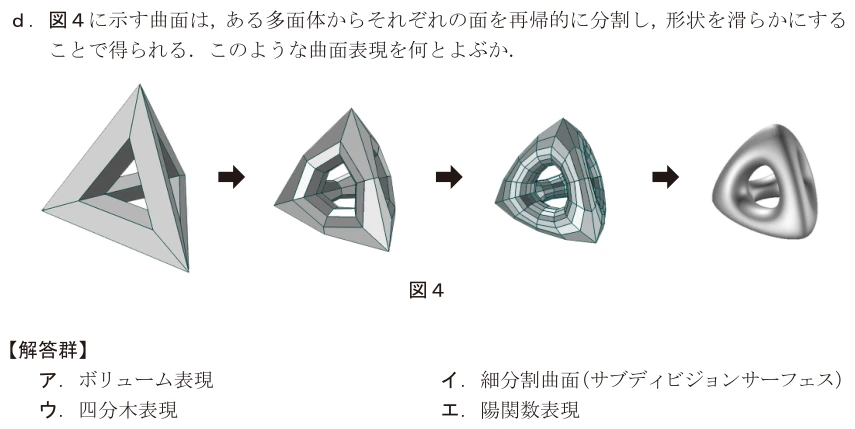 d．図4に示す曲面は，ある多面体からそれぞれの面を再帰的に分割し，形状を滑らかにする
ことで得られる．このような曲面表現を何とよぶか．
図4
【解答群】
ア．ボリューム表現
イ．細分割曲面（サブディビジョンサーフェス）
ウ．四分木表現
エ．陽関数表現